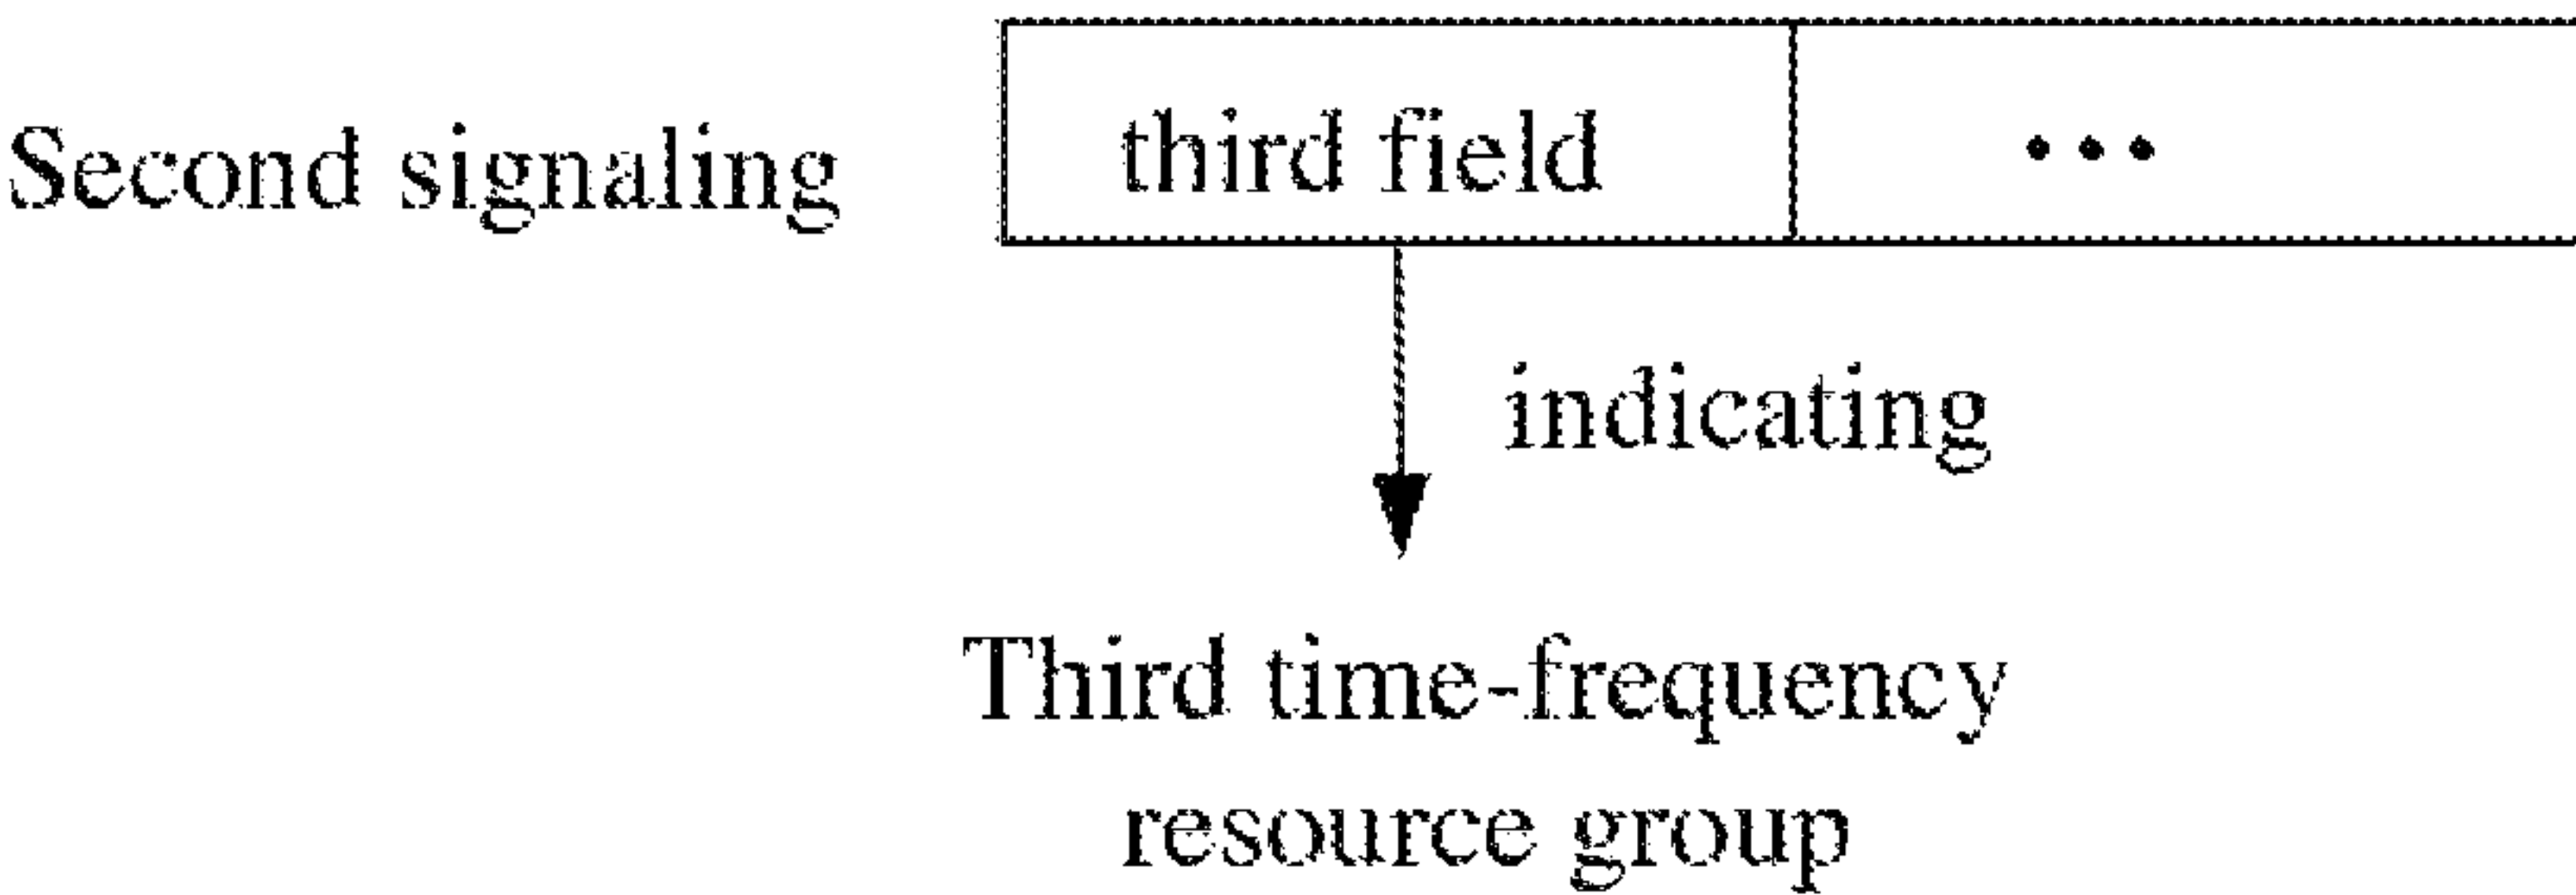 Second signaling third field •••
indicating
Third time-frequency
resource group